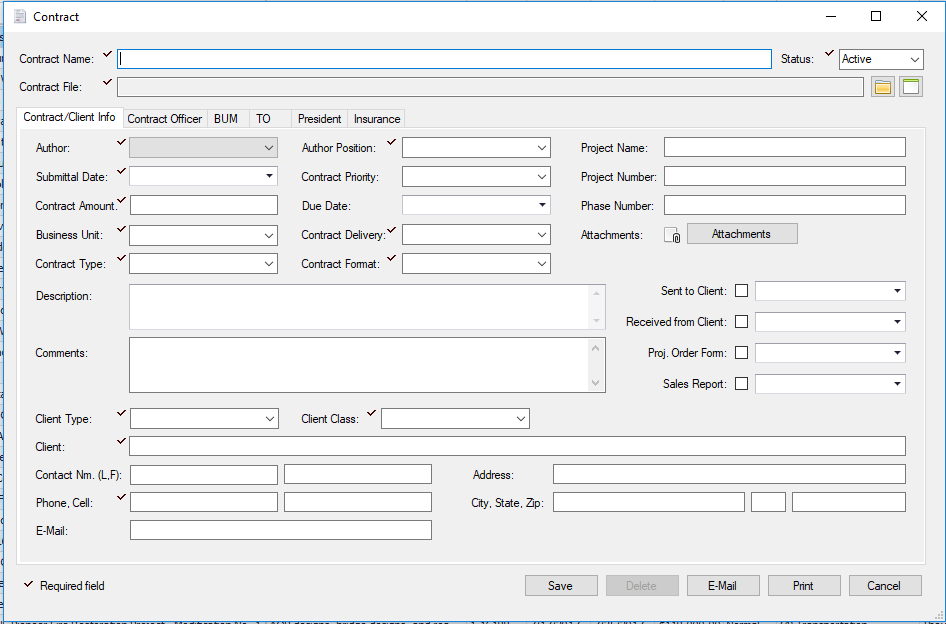 Contract
Contract Name:
Status: Active
Contract File:
Contract/Client Info Contract Officer BUM TO President Insurance
Author: Author Position: Project Name:
Submittal Date: Contract Priority: Project Number:
Contract Amount: Due Date: Phase Number:
Business Unit: Contract Delivery: Attachments: Attachments
Contract Type: Contract Format:
Description: Sent to Client:
Received from Client:
Comments: Proj. Order Form:
Sales Report:
Client Type: Client Class:
Client:
Contact Nm. (L,F): Address:
Phone, Cell: City, State, Zip:
E-Mail:
Required field Save Delete E-Mail Print Cancel